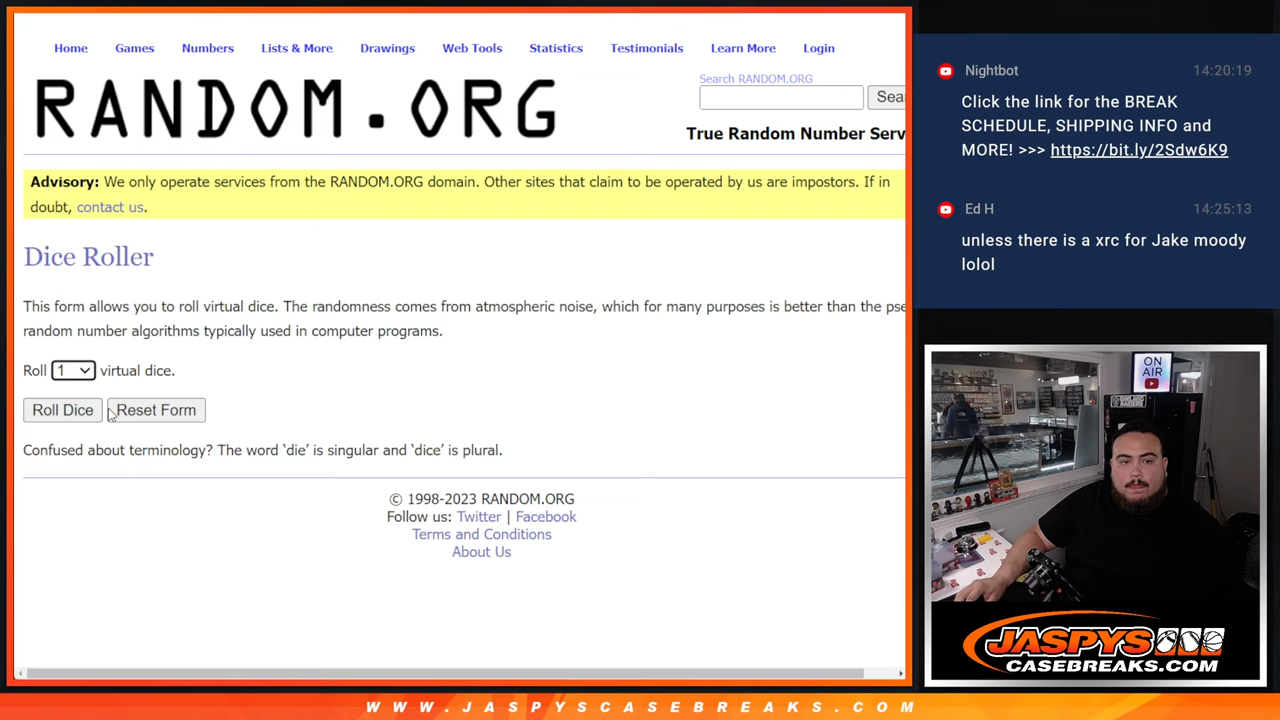 Home Games Numbers Lists & More Drawings Web Tools Statistics Testimonials Learn More Login
RANDOM.ORG
Search RANDOM.ORG
Sea
True Random Number Serv
Advisory: We only operate services from the RANDOM.ORG domain. Other sites that claim to be operated by us are impostors. If in
doubt, contact us.
Dice Roller
This form allows you to roll virtual dice. The randomness comes from atmospheric noise, which for many purposes is better than the pse
random number algorithms typically used in computer programs.
Roll 1 virtual dice.
Roll Dice Reset Form
Confused about terminology? The word ‘die’ is singular and ‘dice’ is plural.
© 1998-2023 RANDOM.ORG
Follow us: Twitter | Facebook
Terms and Conditions
About Us
Nightbot 14:20:19
Click the link for the BREAK
SCHEDULE, SHIPPING INFO and
MORE! >>> https://bit.ly/2Sdw6K9
Ed H 14:25:13
unless there is a xrc for Jake moody
lolol
ON
AIR
JASPYS
CASEBREAKS.COM
WWW.JASPYSCASEBREAKS.COM